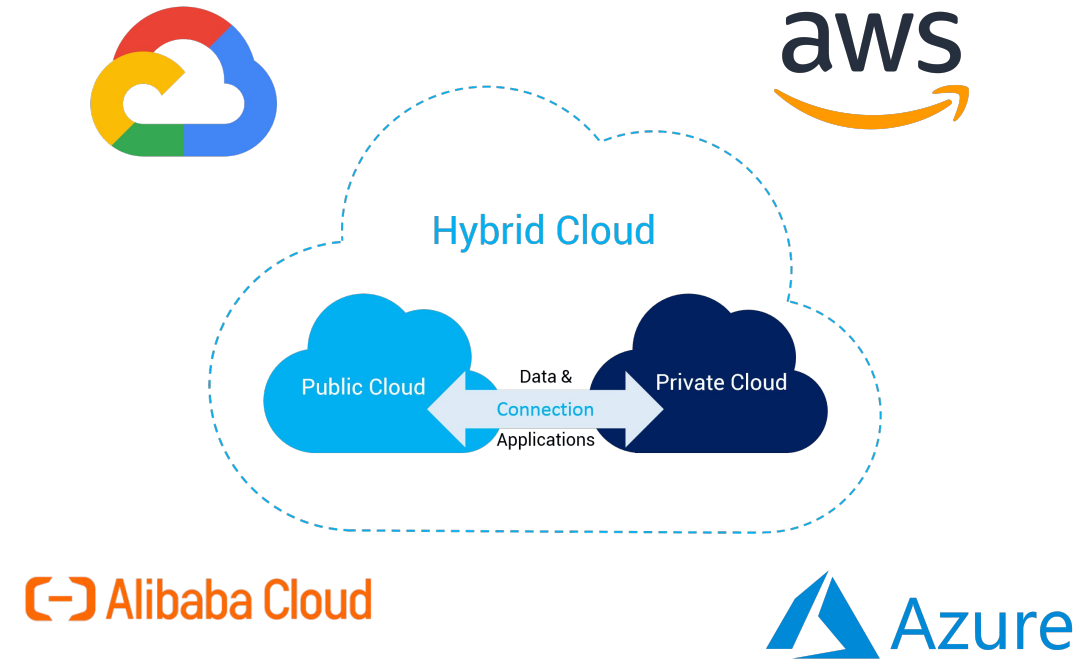 aws
Hybrid Cloud
Public Cloud
Data &
Connection
Applications
Private Cloud
Alibaba Cloud
Azure